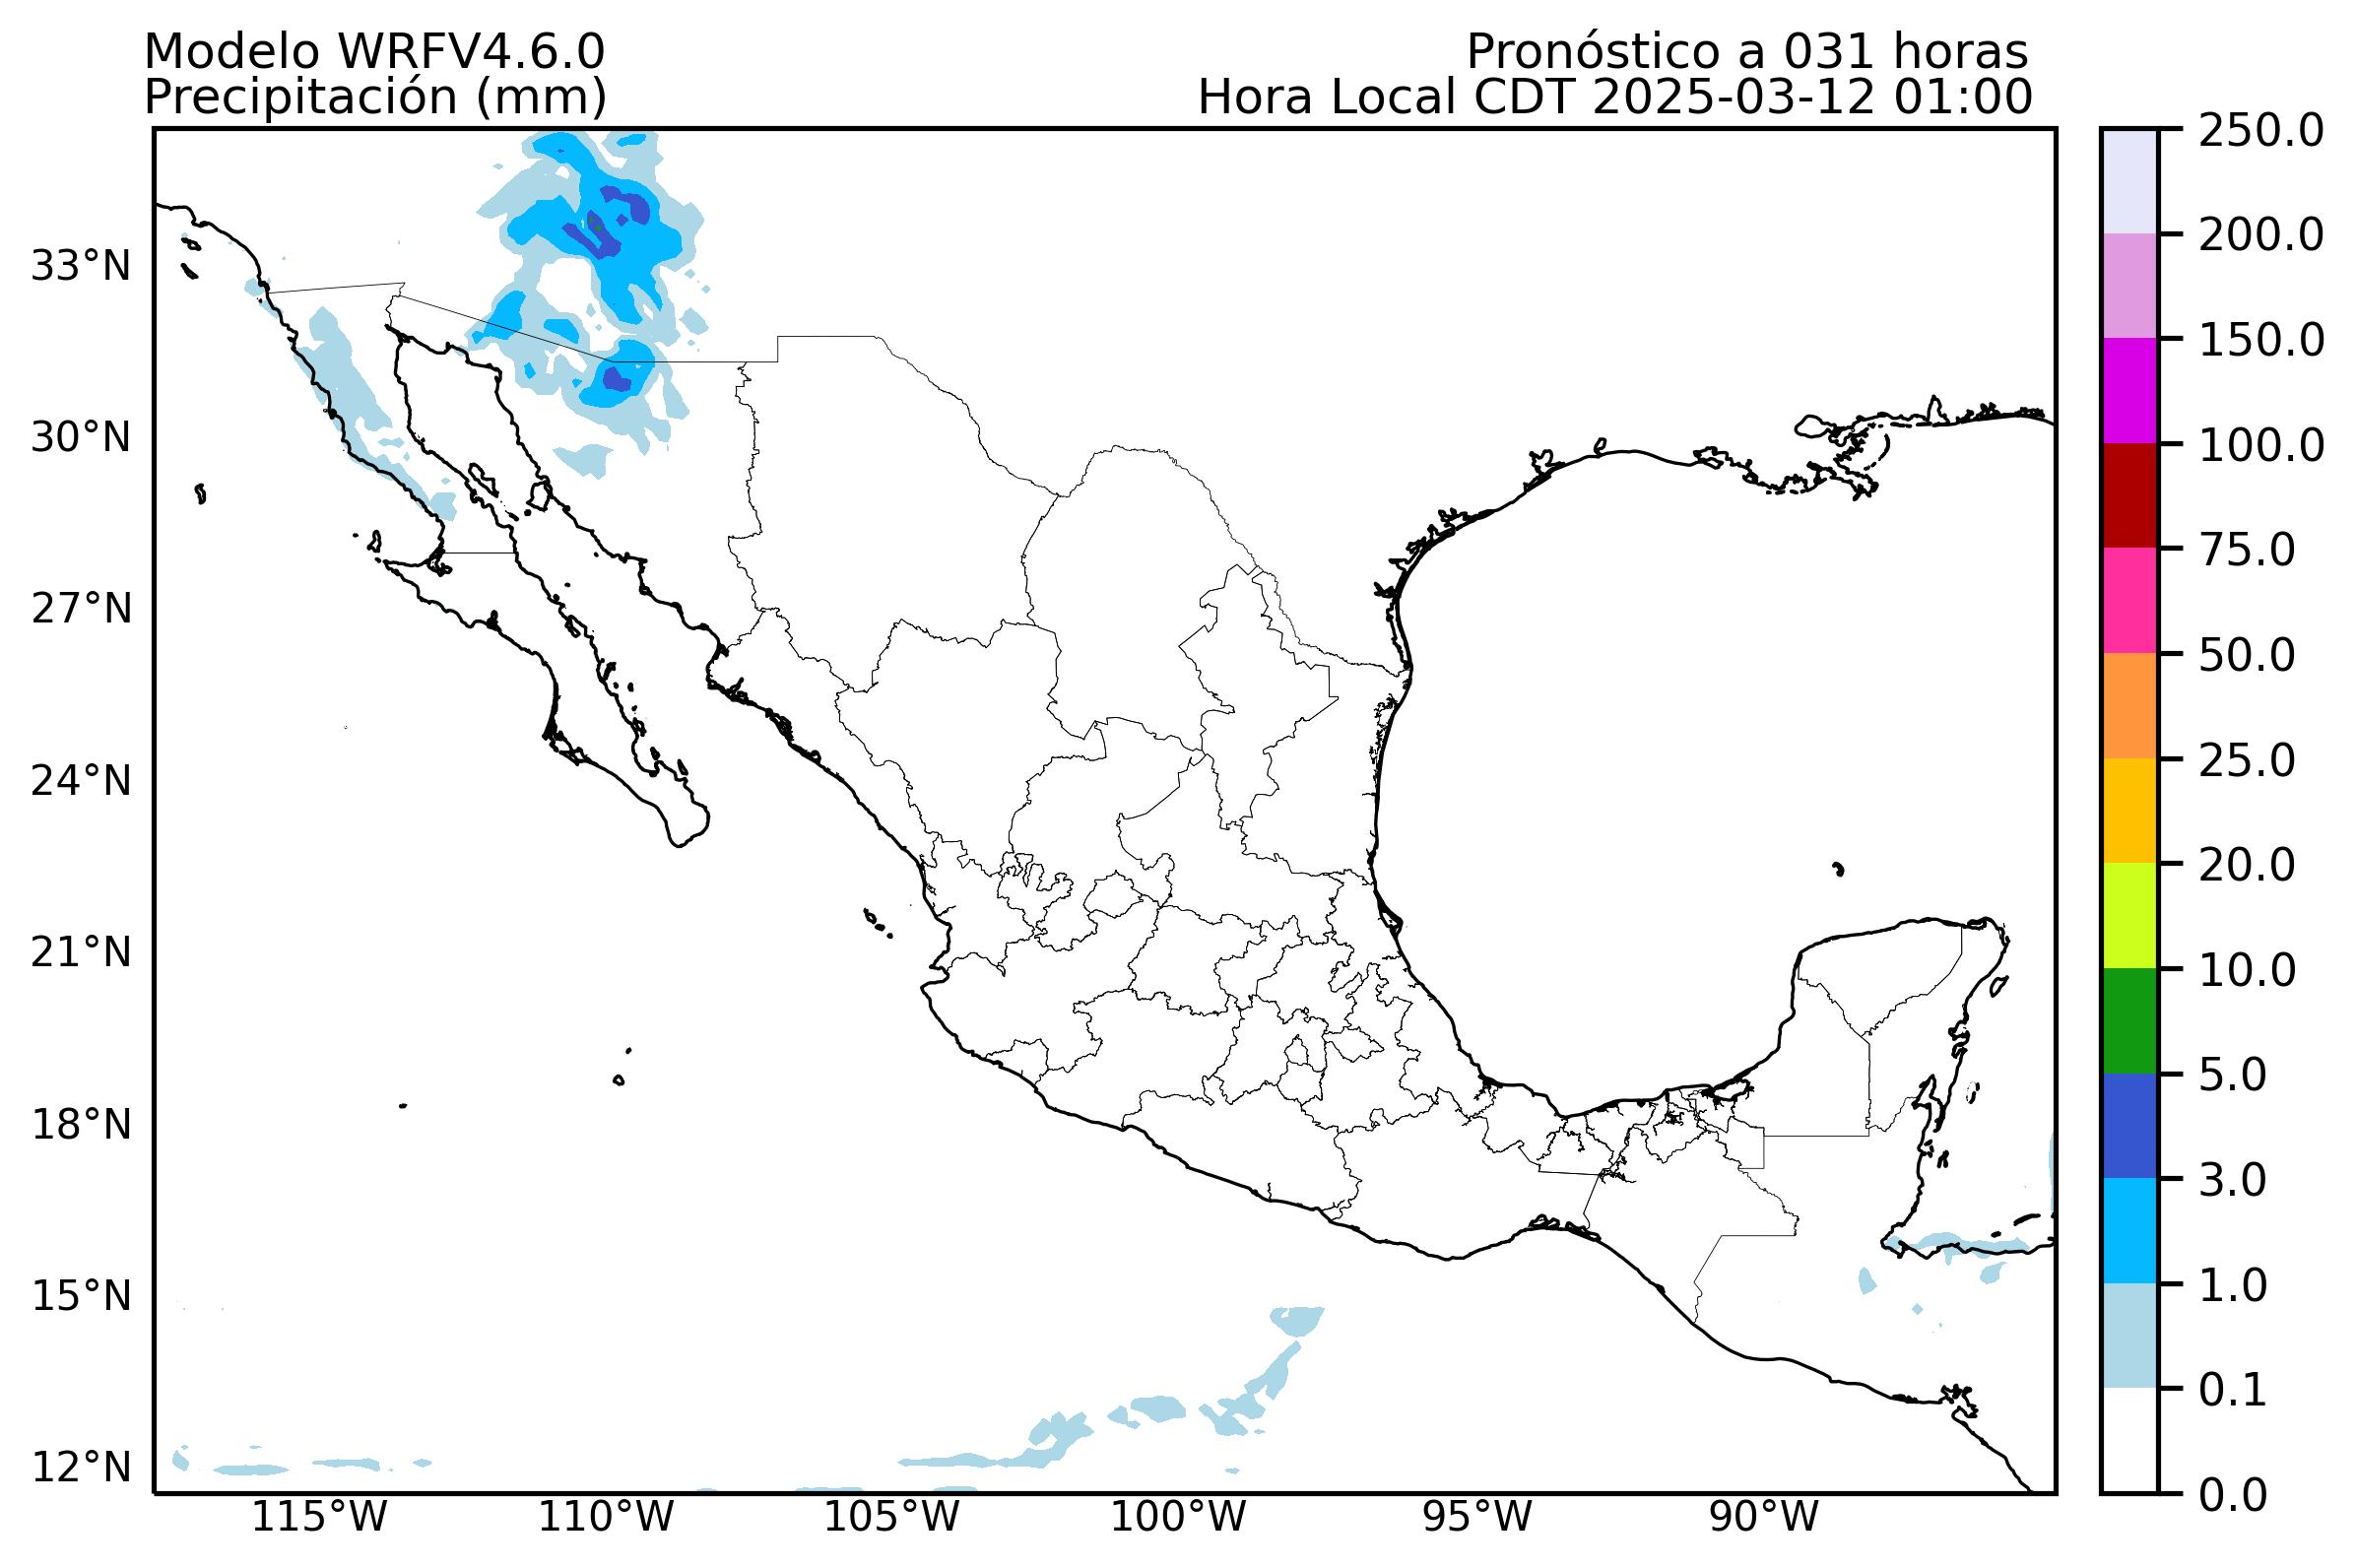 Modelo WRFV4.6.0
Precipitación (mm)
Pronóstico a 031 horas
Hora Local CDT 2025-03-12 01:00
33°N
30°N
27°N
24°N
21°N
18°N
15°N
12°N
115°W
110°W
105°W
100°W
95°W
90°W
250.0
200.0
150.0
100.0
75.0
50.0
25.0
20.0
10.0
5.0
3.0
1.0
0.1
0.0